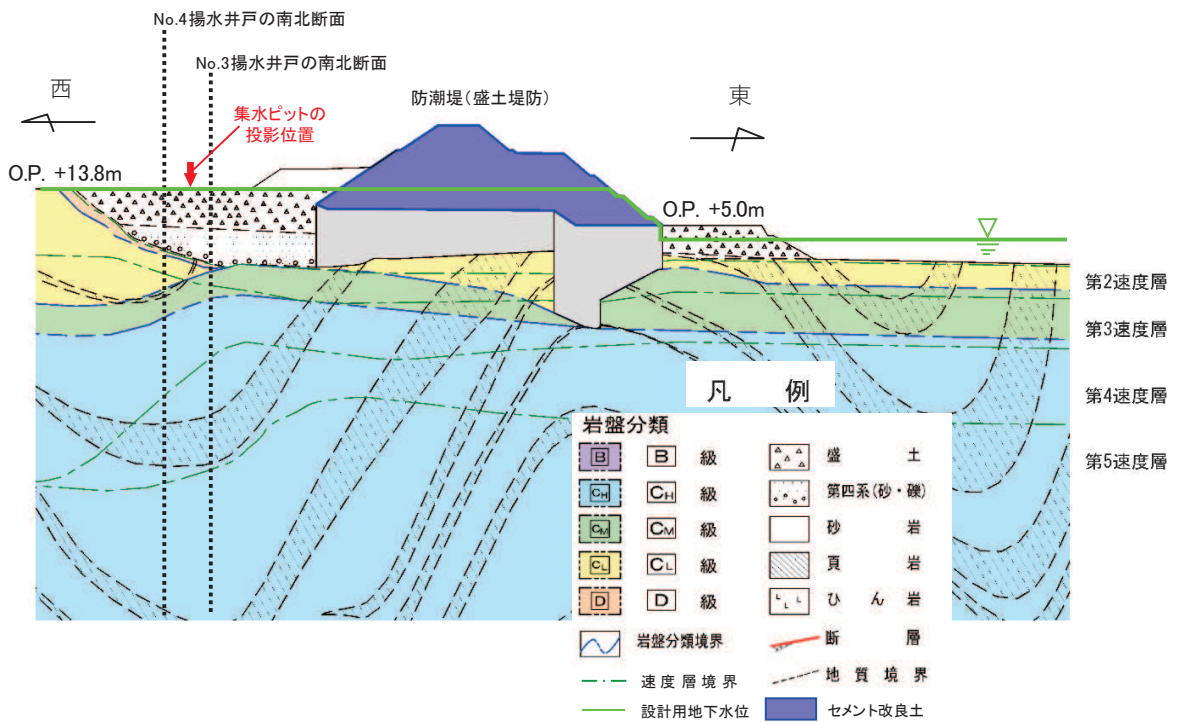 No.4揚水井戸の南北断面
No.3揚水井戸の南北断面
西
集水ピットの
投影位置
防潮堤(盛土堤防)
東
O.P. +13.8m
O.P. +5.0m
第2速度層
第3速度層
第4速度層
第5速度層
凡 例
岩盤分類
B B 級
CH CH 級
CM CM 級
CL CL 級
D D 級
岩盤分類境界
速度層境界
設計用地下水位
盛 土
第四系(砂・礫)
砂 岩
頁 岩
ひ ん 岩
断 層
地 質 境 界
セメント改良土